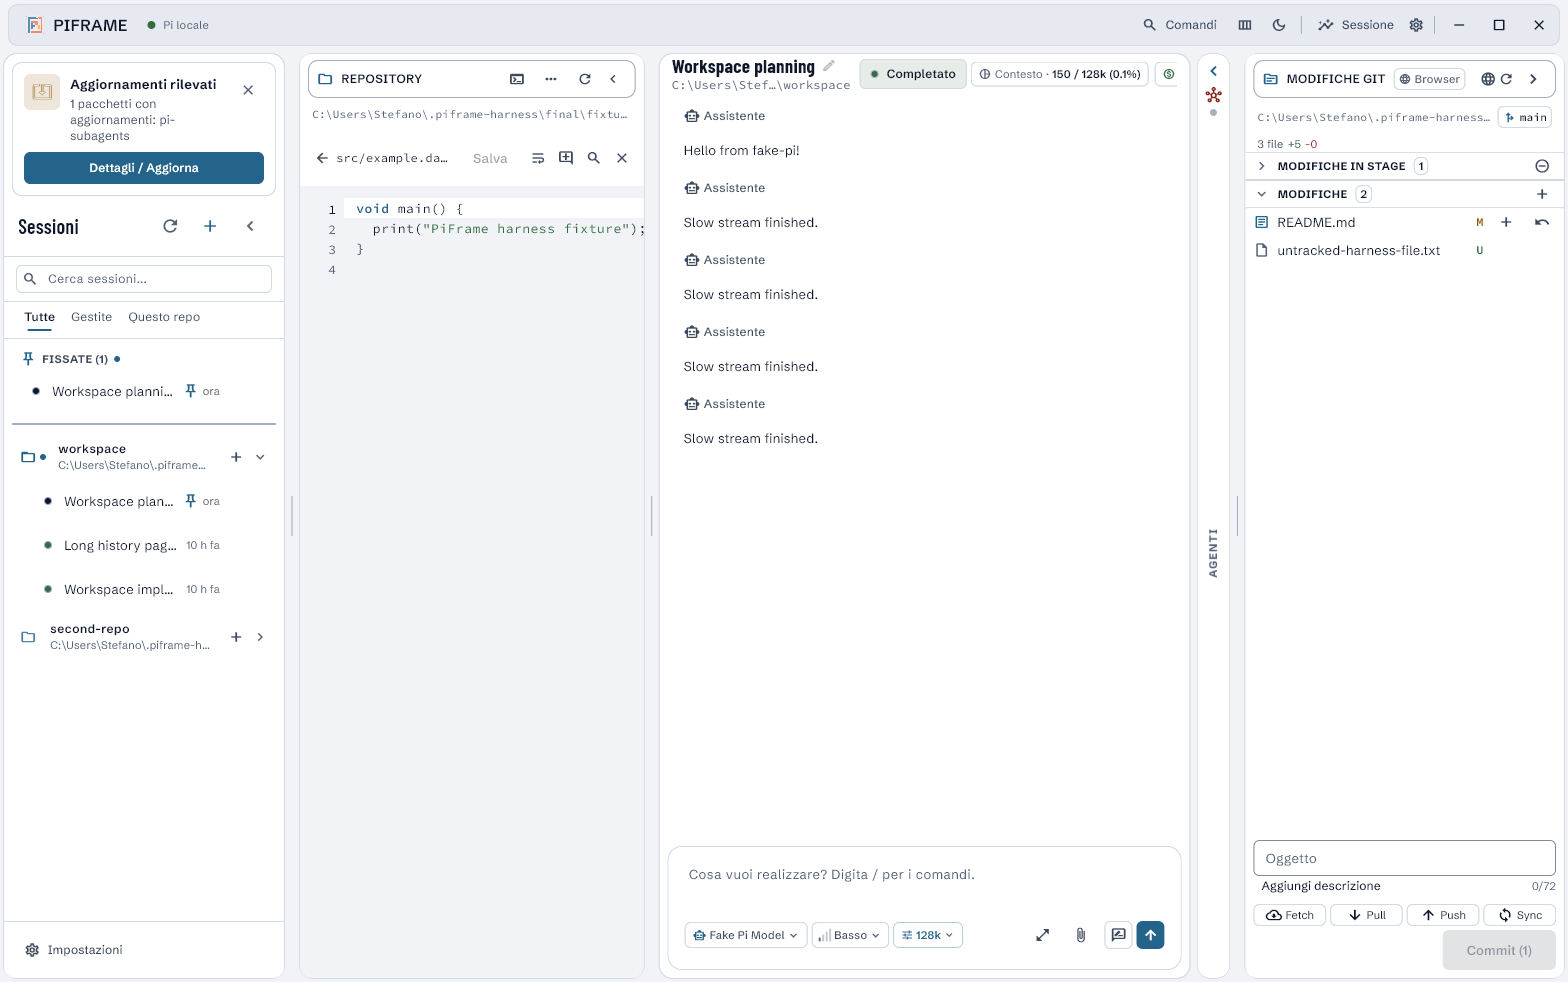 PIFRAME
Pi locale
Comandi
Sessione
Aggiornamenti rilevati
1 pacchetti con
aggiornamenti: pi-
subagents
Dettagli / Aggiorna
Sessioni
Cerca sessioni...
Tutte
Gestite
Questo repo
FISSATE (1)
Workspace planni... ora
workspace
C:\Users\Stefano\.piframe...
Workspace plan... ora
Long history pag... 10 h fa
Workspace impl... 10 h fa
second-repo
C:\Users\Stefano\.piframe-h...
Impostazioni
REPOSITORY
C:\Users\Stefano\.piframe-harness\final\fixtu...
src/example.da...
Salva
1 void main() {
2 print("PiFrame harness fixture");
3 }
4
Workspace planning
C:\Users\Stef...\workspace
Completato
Contesto · 150 / 128k (0.1%)
Assistente
Hello from fake-pi!
Assistente
Slow stream finished.
Assistente
Slow stream finished.
Assistente
Slow stream finished.
Assistente
Slow stream finished.
Cosa vuoi realizzare? Digita / per i comandi.
Fake Pi Model
Basso
128k
AGENTI
MODIFICHE GIT
Browser
C:\Users\Stefano\.piframe-harness...
main
3 file +5 -0
MODIFICHE IN STAGE 1
MODIFICHE 2
README.md M
untracked-harness-file.txt U
Oggetto
Aggiungi descrizione
0/72
Fetch
Pull
Push
Sync
Commit (1)